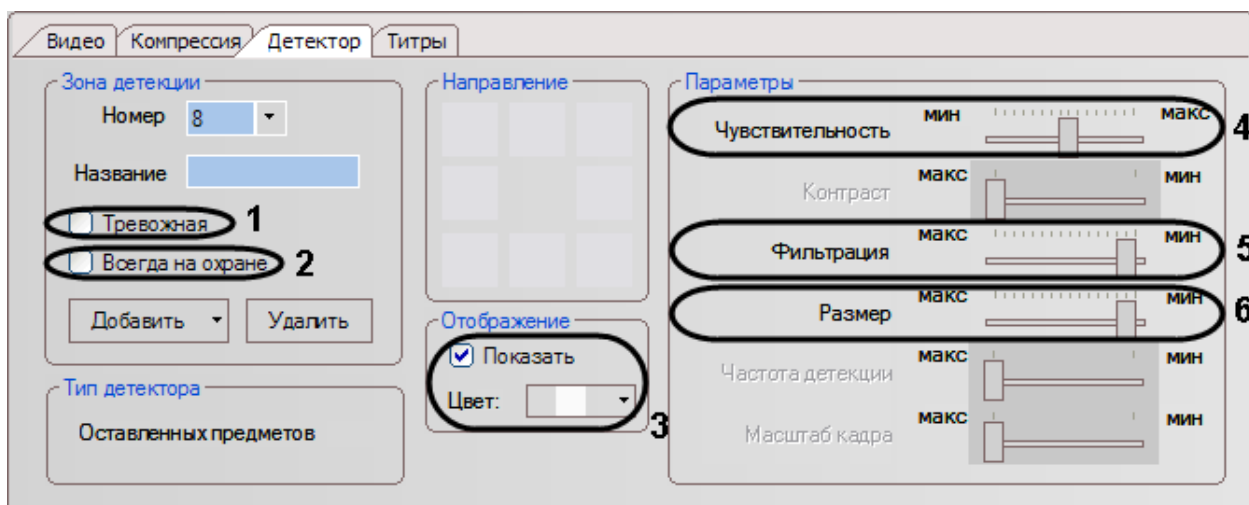 Видео Компрессия Детектор Титры
Зона детекции
Номер 8
Название
Тревожная 1
Всегда на охране 2
Добавить Удалить
Тип детектора
Оставленных предметов
Направление
Отображение
Показать
Цвет: 3
Параметры
Чувствительность мин макс 4
Контраст макс мин
Фильтрация макс мин 5
Размер макс мин 6
Частота детекции макс мин
Масштаб кадра макс мин